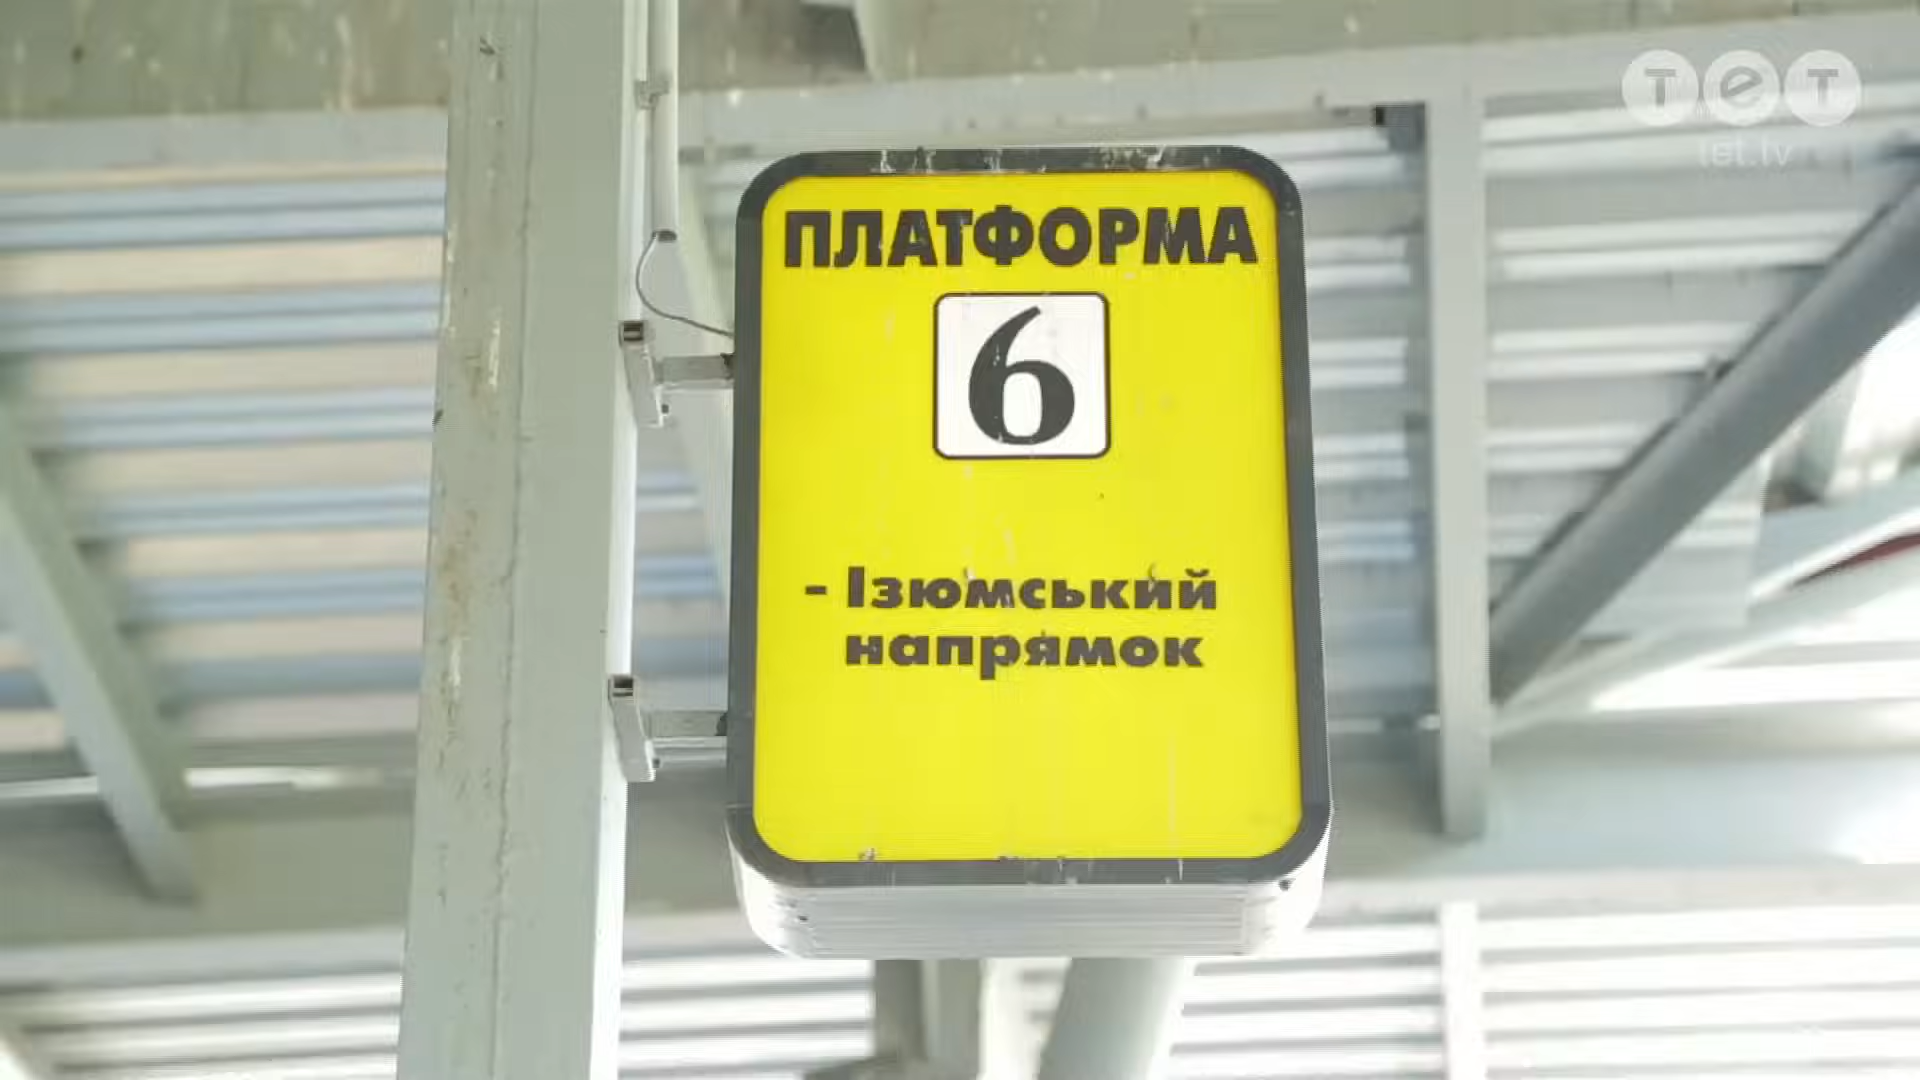 тет
tet.tv
ПЛАТФОРМА
6
- Ізюмський
напрямок